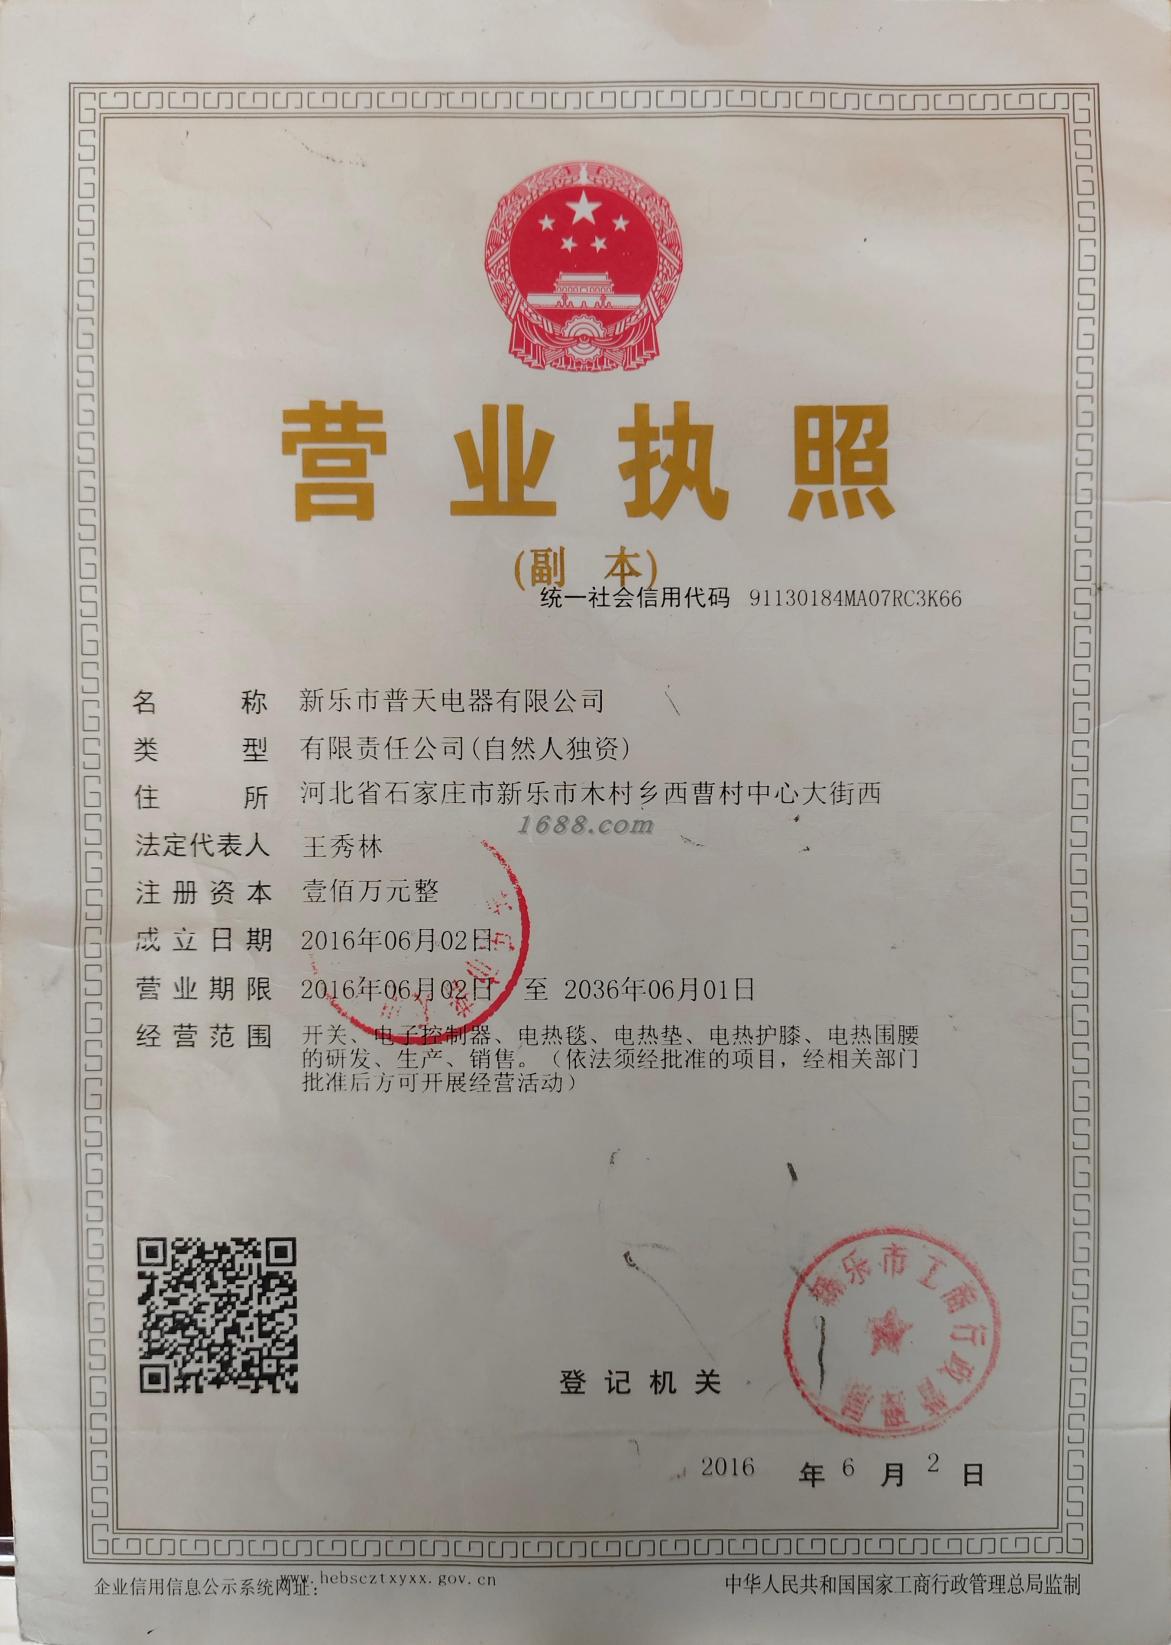 营业执照
(副 本)
统一社会信用代码 91130184MA07RC3K66
名 称 新乐市普天电器有限公司
类 型 有限责任公司(自然人独资)
住 所 河北省石家庄市新乐市木村乡西曹村中心大街西
1688.com
法定代表人 王秀林
注册资本 壹佰万元整
成立日期 2016年06月02日
营业期限 2016年06月02日 至 2036年06月01日
经营范围 开关、电子控制器、电热毯、电热垫、电热护膝、电热围腰
的研发、生产、销售。（依法须经批准的项目，经相关部门
批准后方可开展经营活动）
新乐市工商行政管理局
登记机关
2016 年 6 月 2 日
企业信用信息公示系统网址: www.hebscztxyxx.gov.cn
中华人民共和国国家工商行政管理总局监制